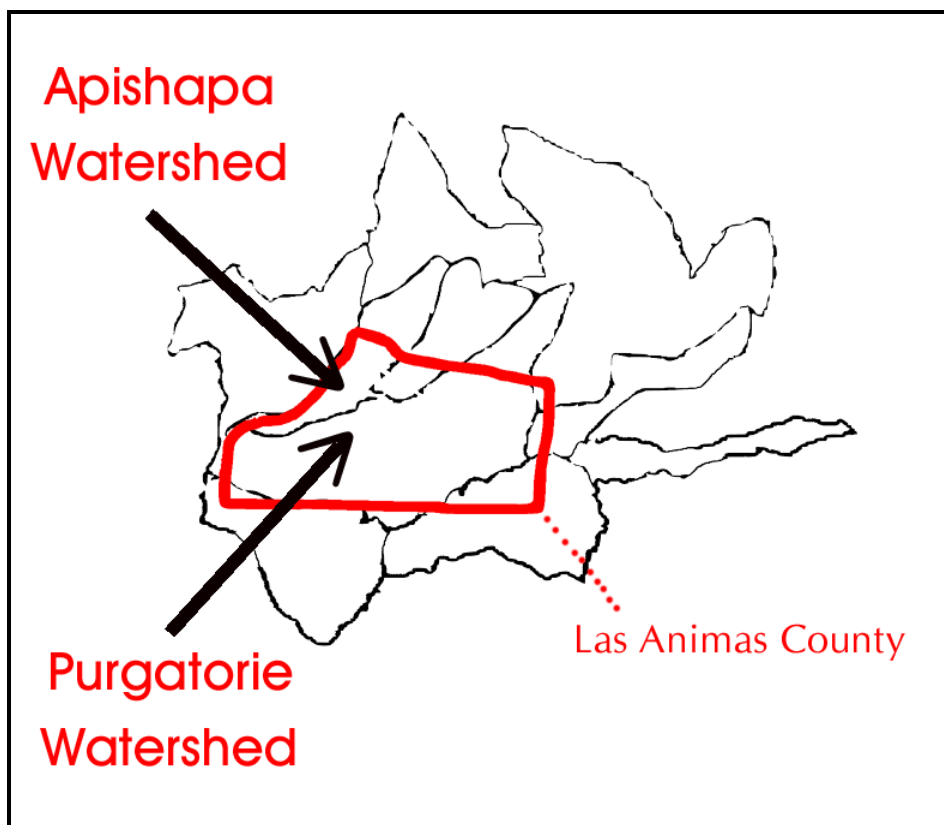 Apishapa
Watershed
Las Animas County
Purgatorie
Watershed